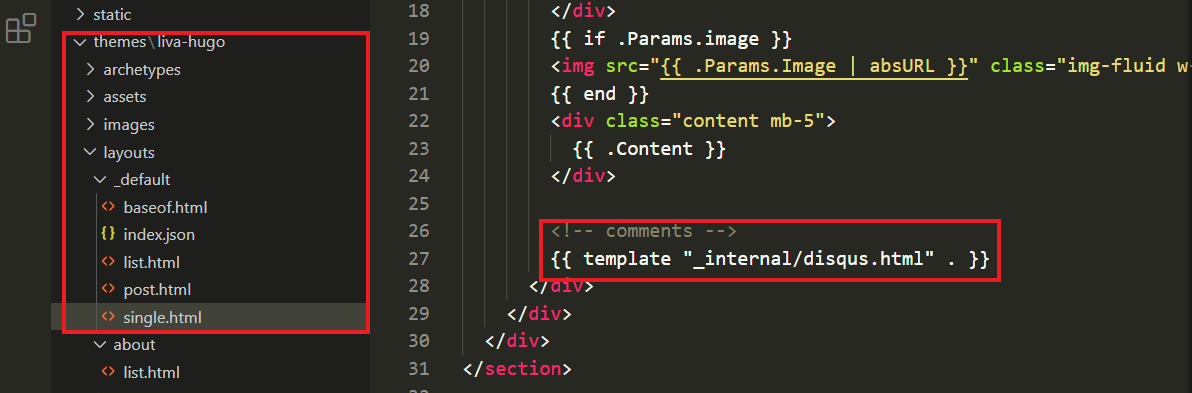 static
themes\liva-hugo
archetypes
assets
images
layouts
_default
baseof.html
index.json
list.html
post.html
single.html
about
list.html
18 </div>
19 {{ if .Params.image }}
20 <img src="{{ .Params.Image | absURL }}" class="img-fluid w-
21 {{ end }}
22 <div class="content mb-5">
23 {{ .Content }}
24 </div>
25
26 <!-- comments -->
27 {{ template "_internal/disqus.html" . }}
28 </div>
29 </div>
30 </div>
31 </section>